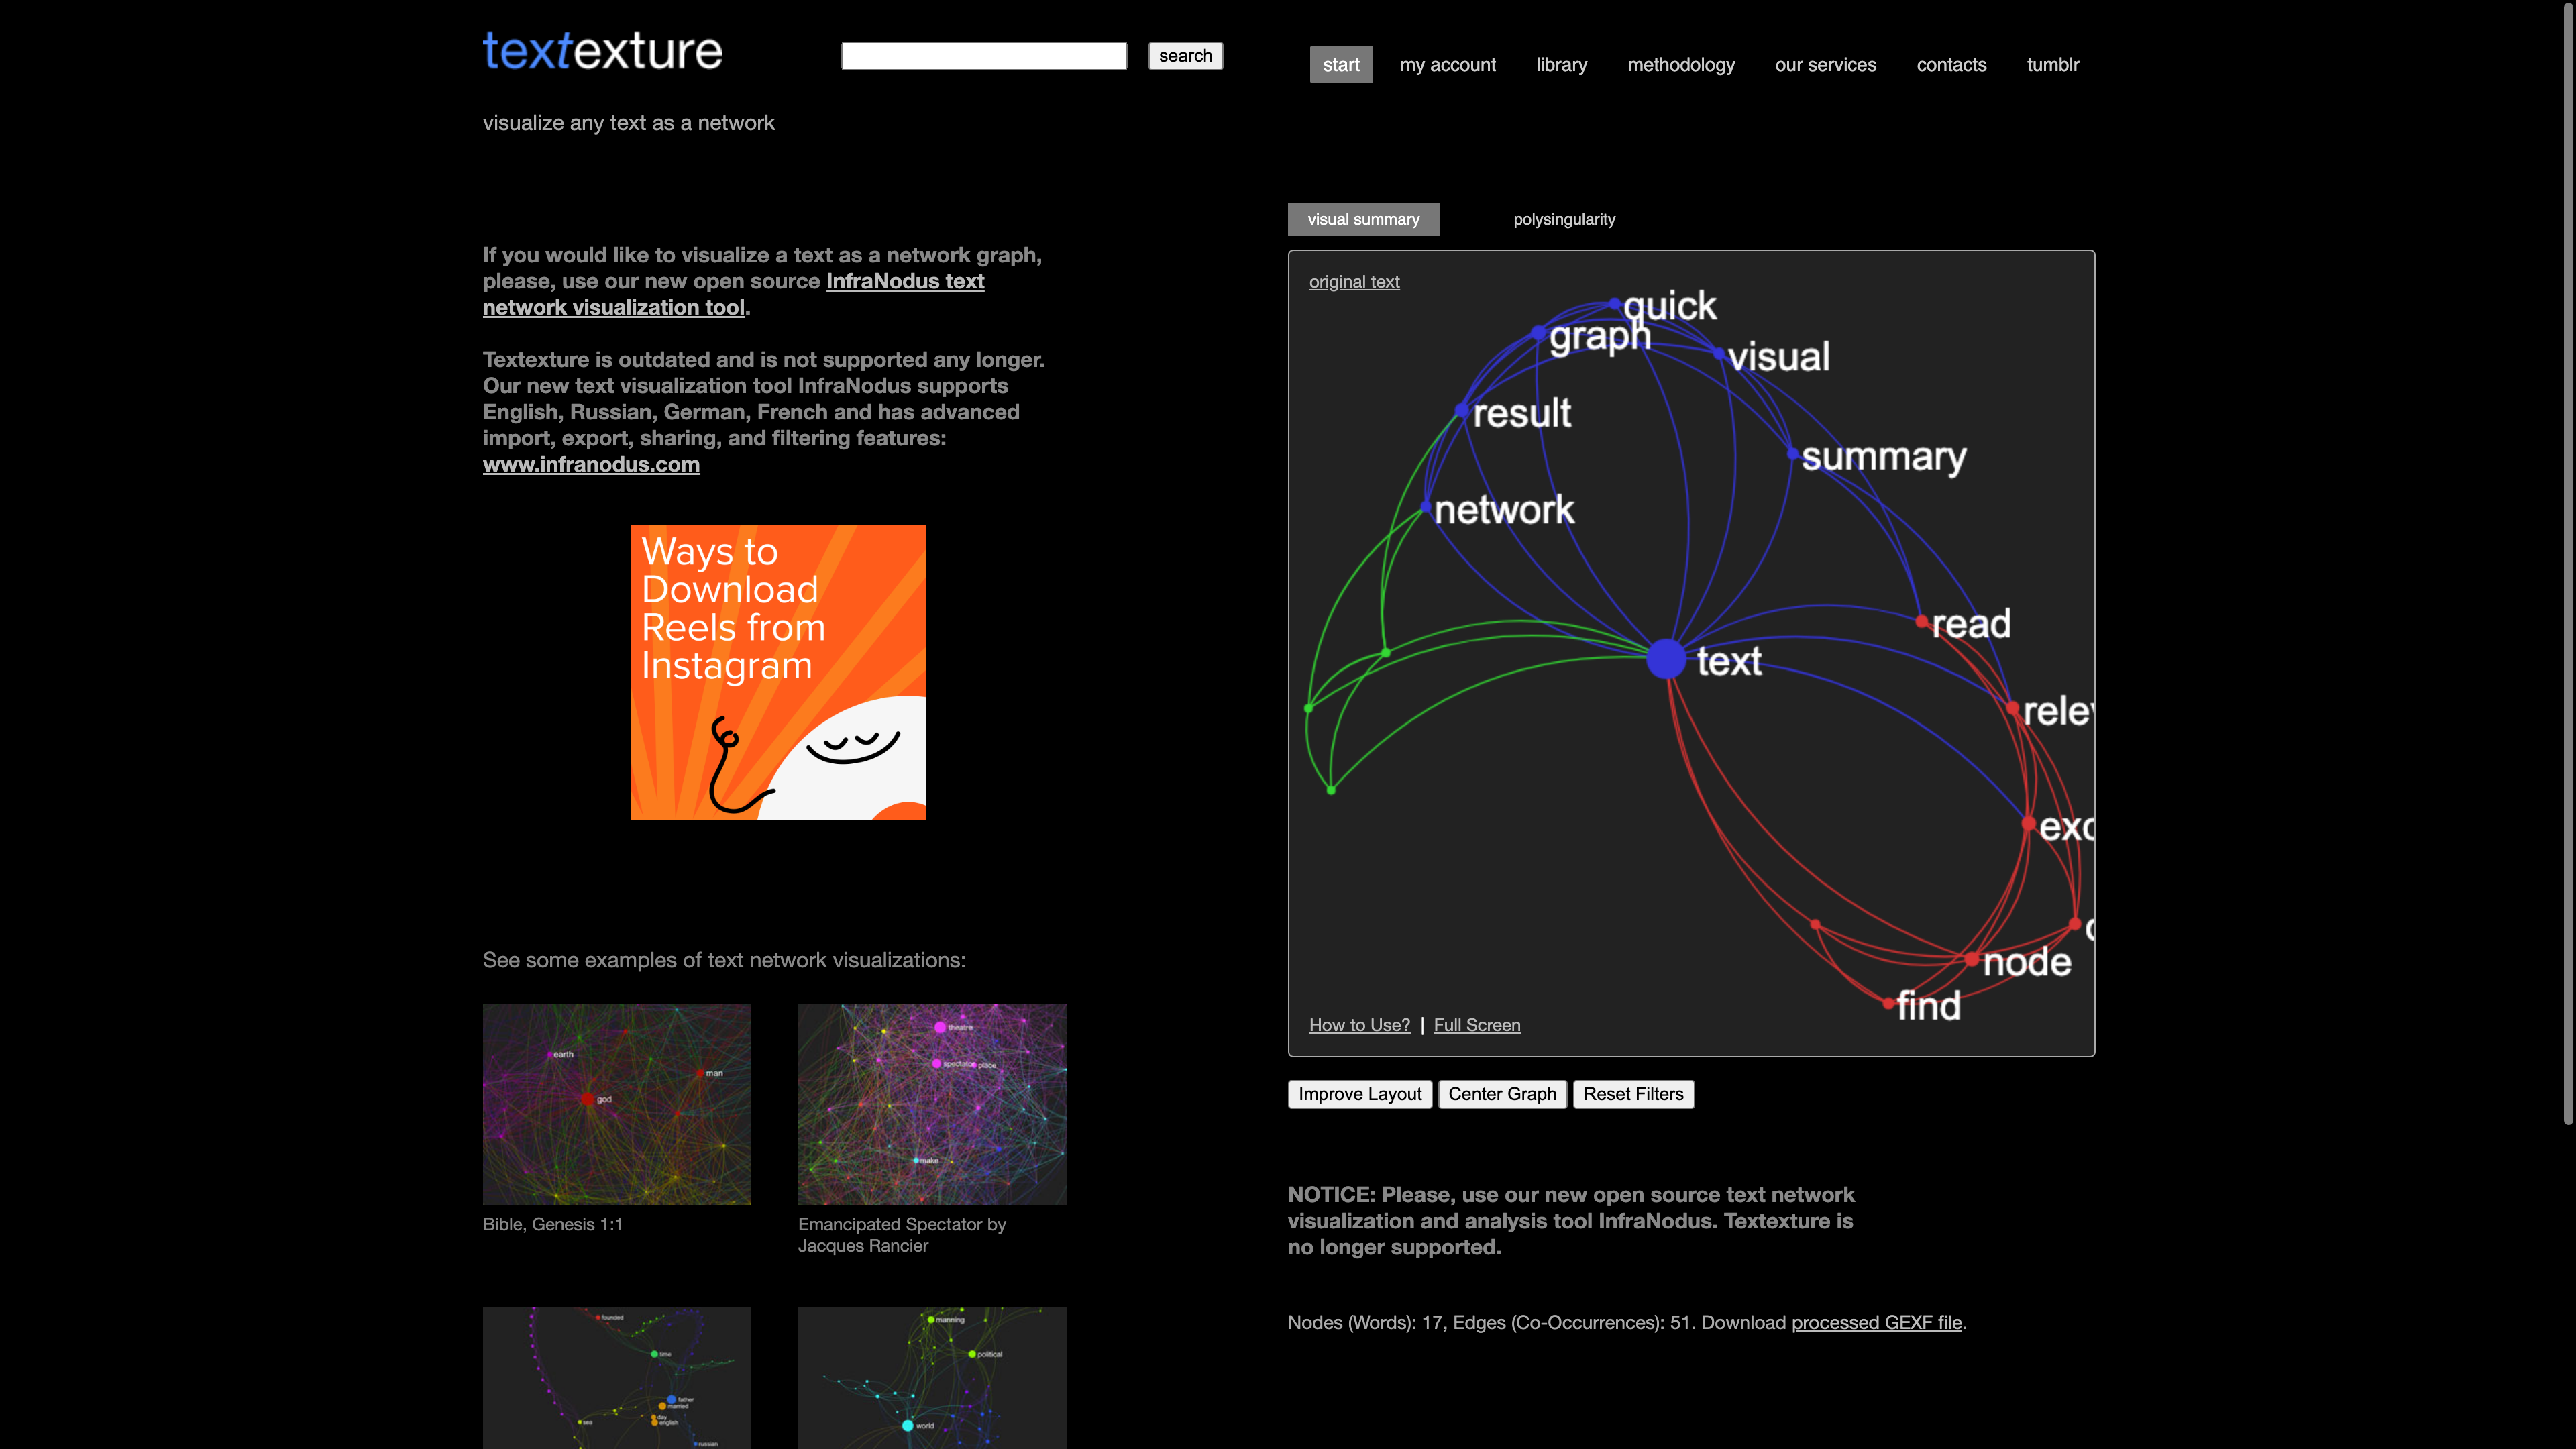 textexture
search
start
my account
library
methodology
our services
contacts
tumblr
visualize any text as a network
If you would like to visualize a text as a network graph,
please, use our new open source InfraNodus text
network visualization tool.
Textexture is outdated and is not supported any longer.
Our new text visualization tool InfraNodus supports
English, Russian, German, French and has advanced
import, export, sharing, and filtering features:
www.infranodus.com
Ways to
Download
Reels from
Instagram
See some examples of text network visualizations:
earth
man
god
Bible, Genesis 1:1
theatre
spectator
place
make
Emancipated Spectator by
Jacques Rancier
founded
time
father
married
day
english
sea
russian
manning
political
world
visual summary
polysingularity
original text
quick
graph
visual
result
summary
network
read
text
node
find
How to Use? | Full Screen
Improve Layout
Center Graph
Reset Filters
NOTICE: Please, use our new open source text network
visualization and analysis tool InfraNodus. Textexture is
no longer supported.
Nodes (Words): 17, Edges (Co-Occurrences): 51. Download processed GEXF file.